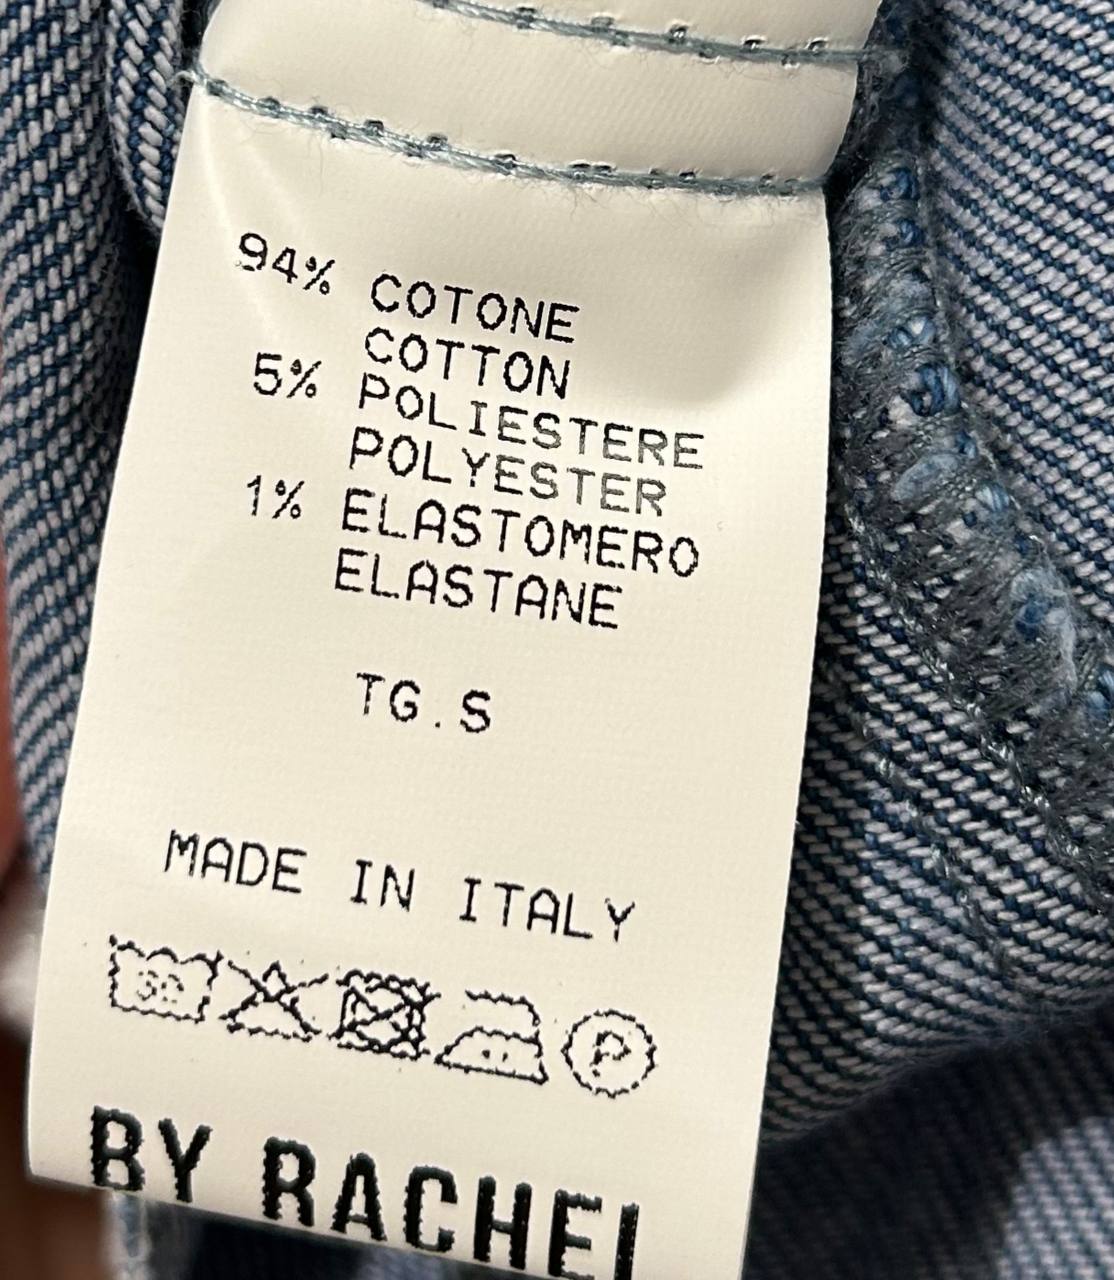 94% COTONE
COTTON
5% POLIESTERE
POLYESTER
1% ELASTOMERO
ELASTANE
TG.S
MADE IN ITALY
30
P
BY RACHEL